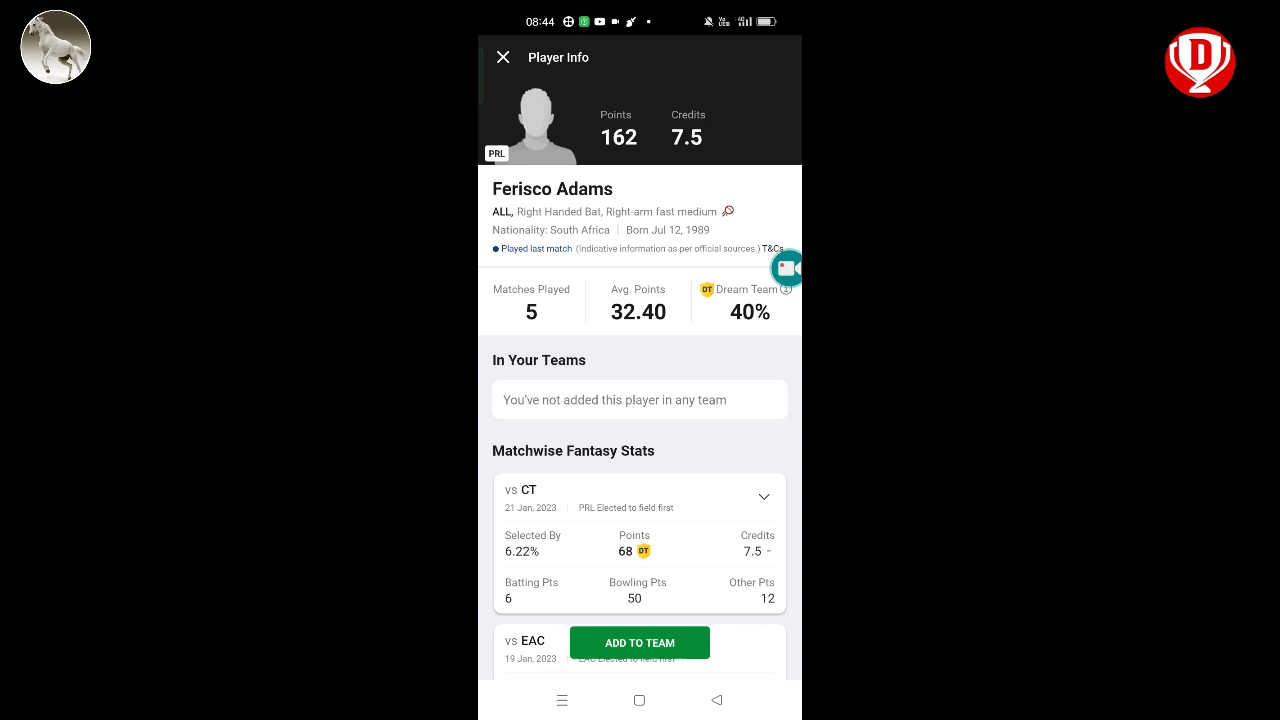 08:44
Player Info
Points Credits
162 7.5
PRL
Ferisco Adams
ALL, Right Handed Bat, Right-arm fast medium
Nationality: South Africa | Born Jul 12, 1989
Played last match (Indicative information as per official sources.) T&Cs
Matches Played Avg. Points DT Dream Team
5 32.40 40%
In Your Teams
You've not added this player in any team
Matchwise Fantasy Stats
vs CT
21 Jan, 2023 | PRL Elected to field first
Selected By Points Credits
6.22% 68 DT 7.5 -
Batting Pts Bowling Pts Other Pts
6 50 12
vs EAC
ADD TO TEAM
19 Jan, 2023 | EAC Elected to field first
D